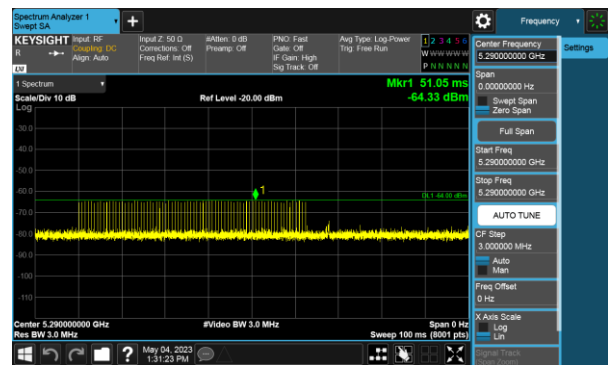 Spectrum Analyzer 1
Swept SA
Frequency
KEYSIGHT
R
Input: RF
Coupling: DC
Align: Auto
Input Z: 50 Ω
Corrections: Off
Freq Ref: Int (S)
#Atten: 0 dB
Preamp: Off
PNO: Fast
Gate: Off
IF Gain: High
Sig Track: Off
Avg Type: Log-Power
Trig: Free Run
1 2 3 4 5 6
W W W W W W
P N N N N N
LXI
1 Spectrum
Scale/Div 10 dB
Log
Ref Level -20.00 dBm
Mkr1 51.05 ms
-64.33 dBm
-30.0
-40.0
-50.0
-60.0
-70.0
-80.0
-90.0
-100
-110
1
DL1 -64.00 dBm
Center 5.290000000 GHz
Res BW 3.0 MHz
#Video BW 3.0 MHz
Span 0 Hz
Sweep 100 ms (8001 pts)
Center Frequency
5.290000000 GHz
Settings
Span
0.00000000 Hz
Swept Span
Zero Span
Full Span
Start Freq
5.290000000 GHz
Stop Freq
5.290000000 GHz
AUTO TUNE
CF Step
3.000000 MHz
Auto
Man
Freq Offset
0 Hz
X Axis Scale
Log
Lin
Signal Track
(Span Zoom)
?
May 04, 2023
1:31:23 PM